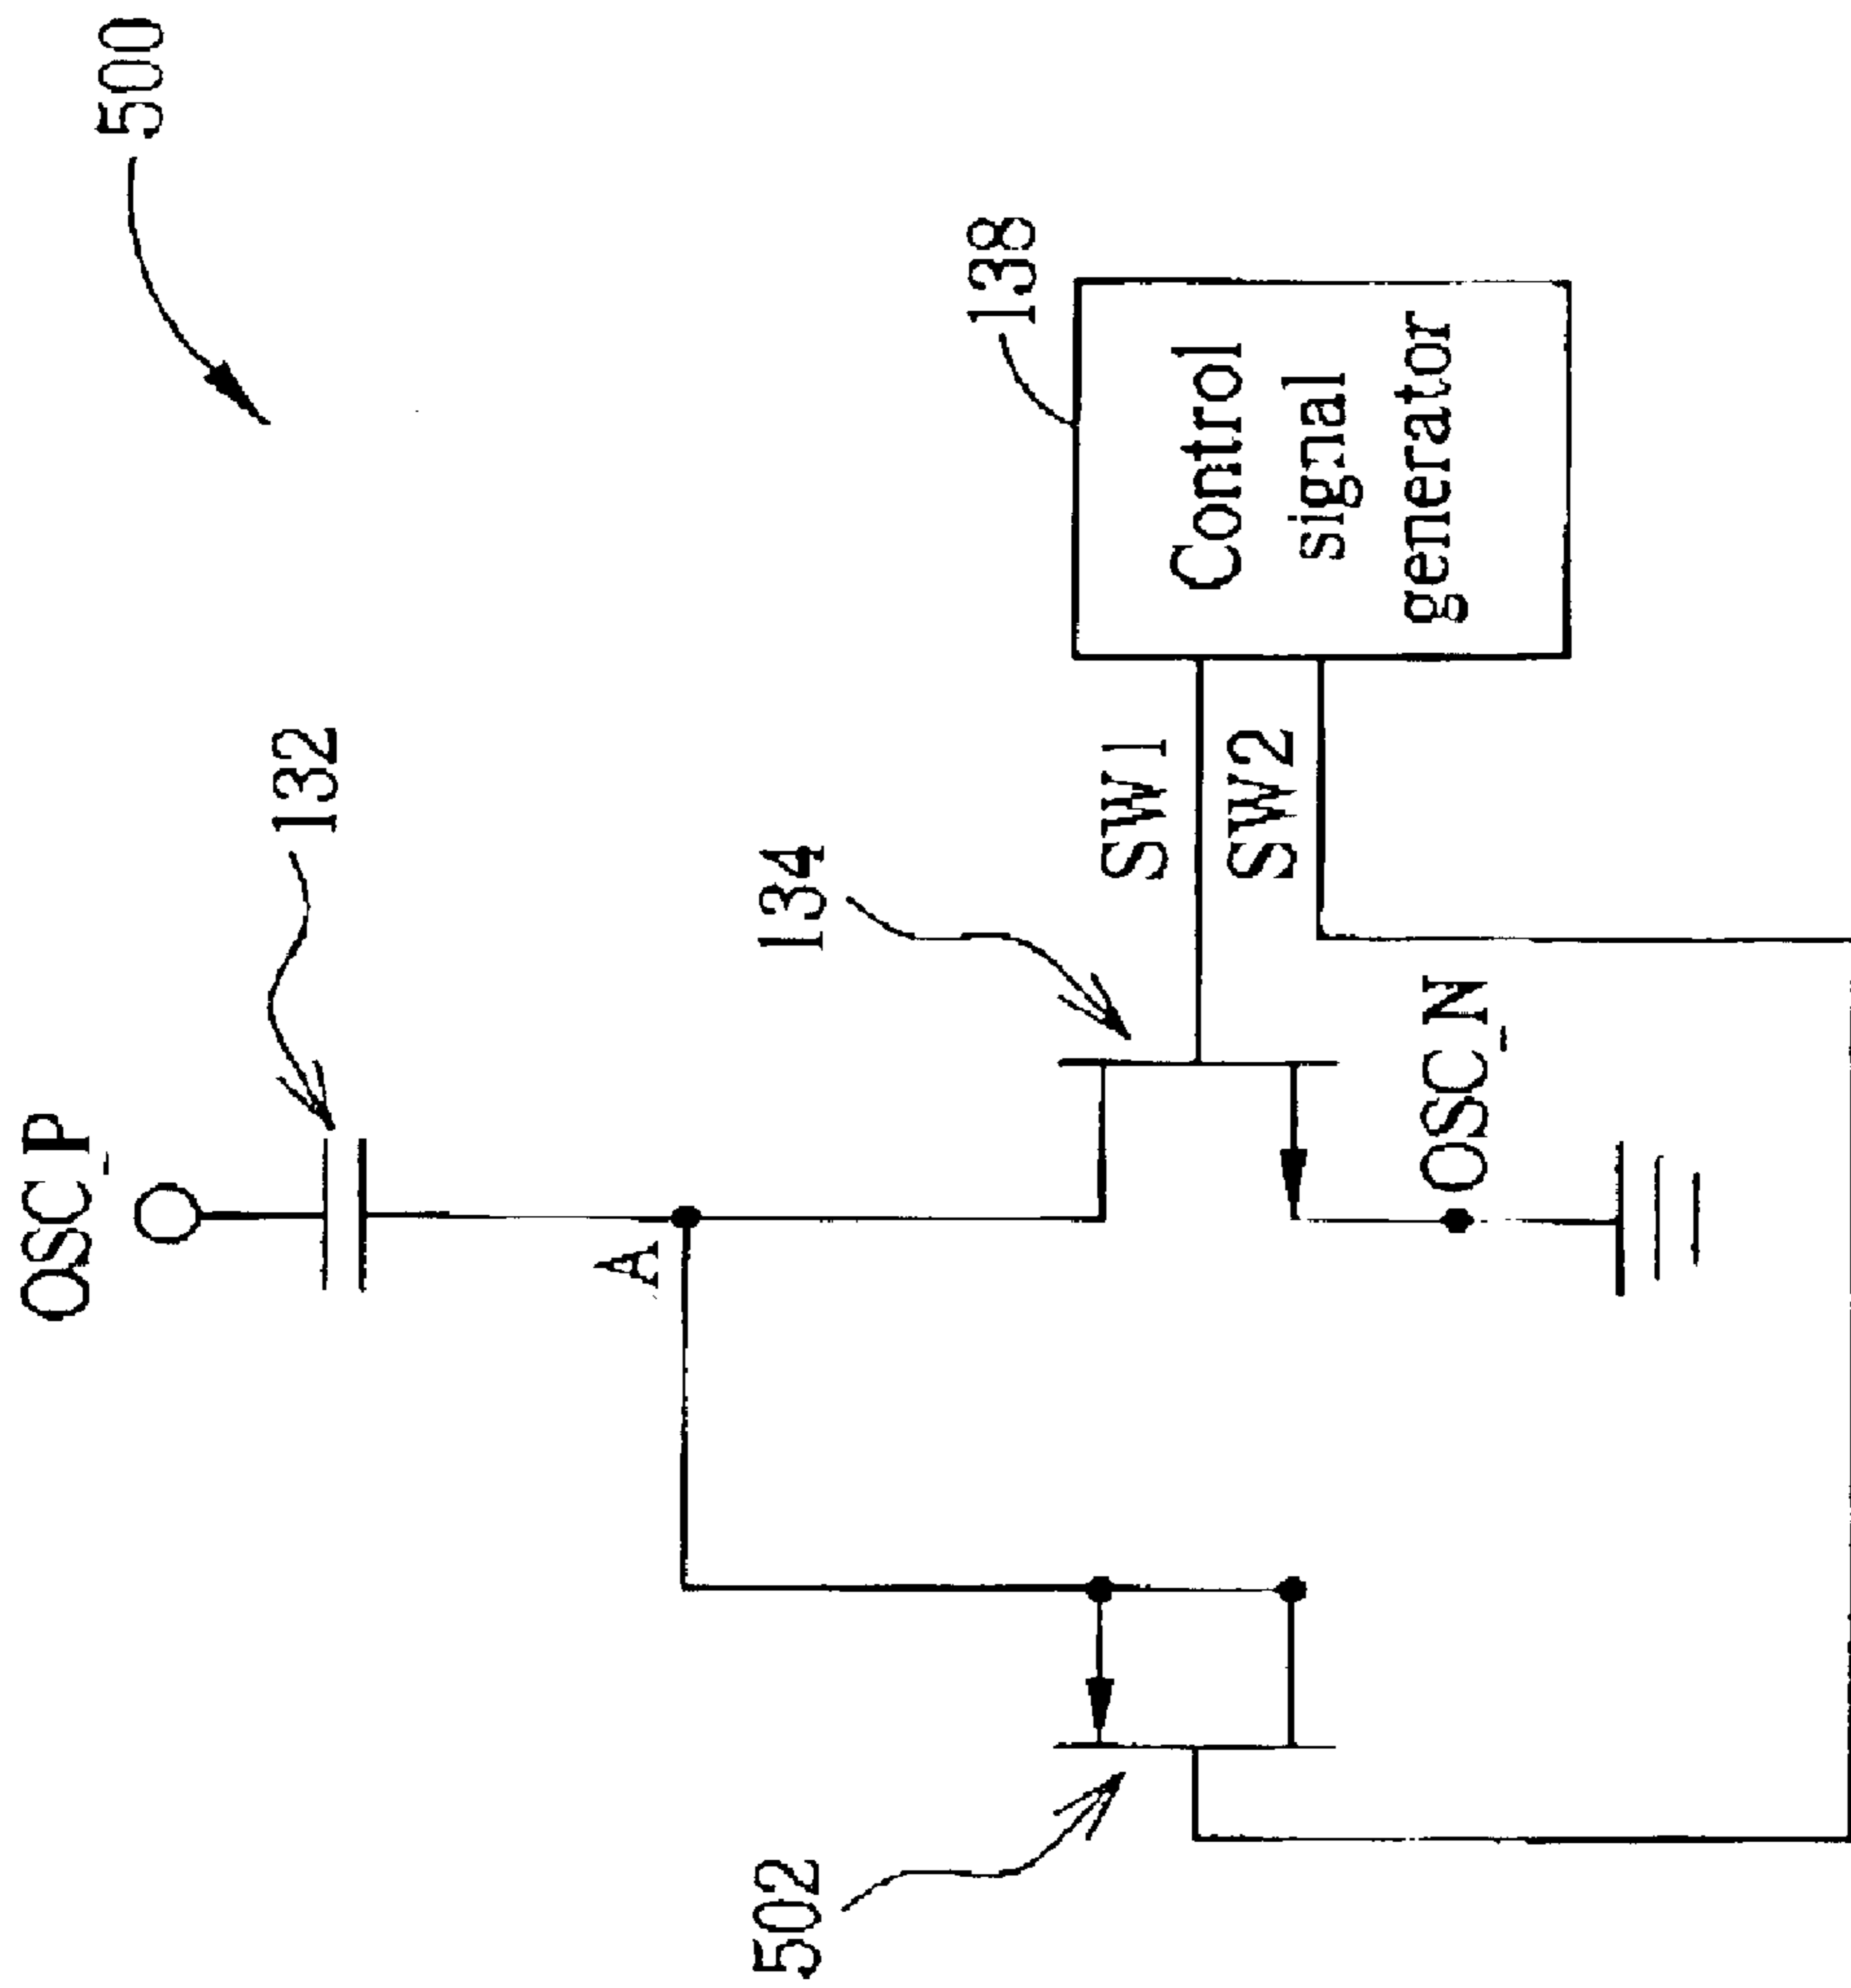 500
OSC_P
132
A
134
138
SW1
SW2
Control
signal
generator
502
OSC_N